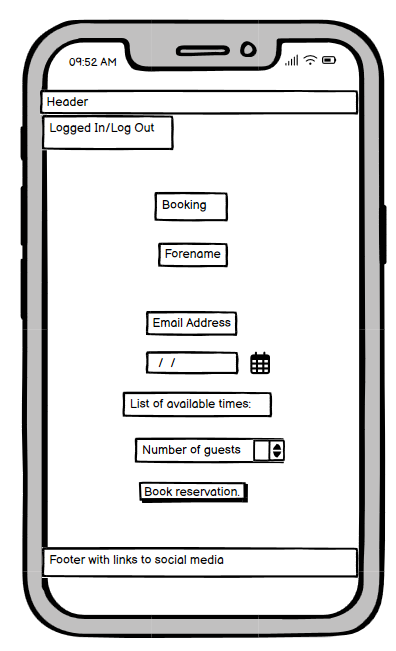 09:52 AM
Header
Logged In/Log Out
Booking
Forename
Email Address
/ /
List of available times:
Number of guests
Book reservation.
Footer with links to social media